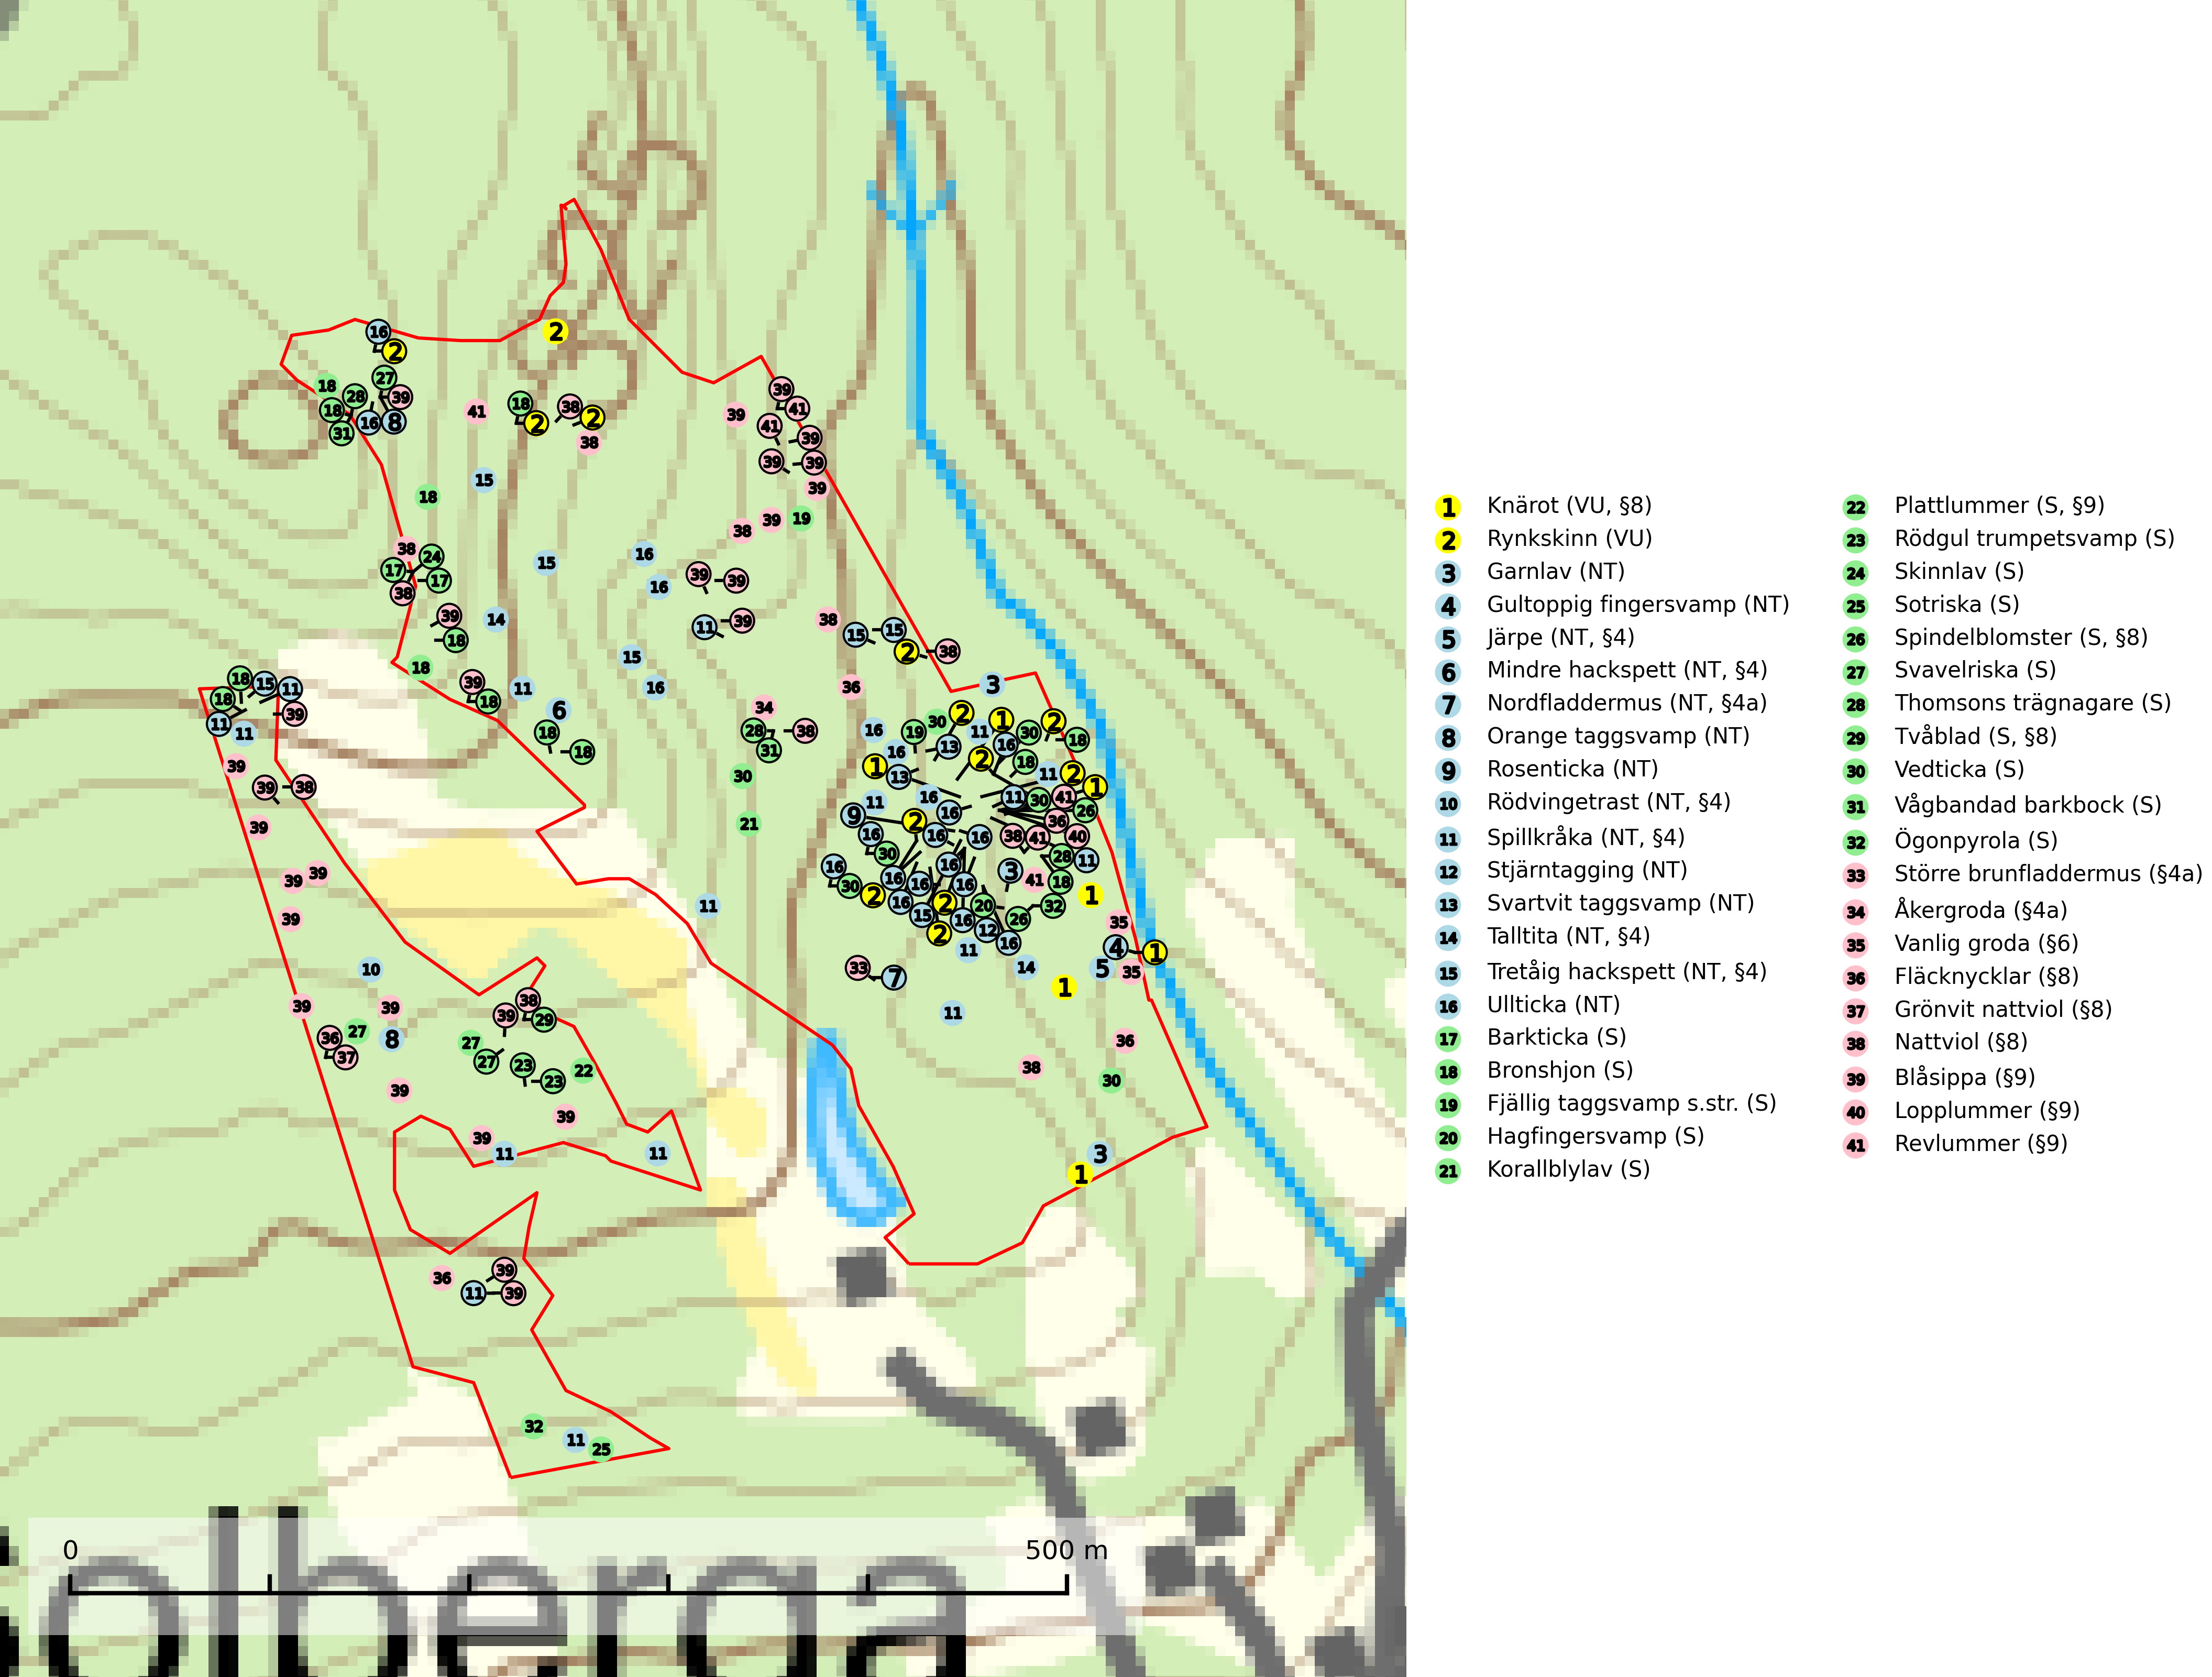 1 Knärot (VU, §8)
2 Rynkskinn (VU)
3 Garnlav (NT)
4 Gultoppig fingersvamp (NT)
5 Järpe (NT, §4)
6 Mindre hackspett (NT, §4)
7 Nordfladdermus (NT, §4a)
8 Orange taggsvamp (NT)
9 Rosenticka (NT)
10 Rödvingetrast (NT, §4)
11 Spillkråka (NT, §4)
12 Stjärntagging (NT)
13 Svartvit taggsvamp (NT)
14 Talltita (NT, §4)
15 Tretåig hackspett (NT, §4)
16 Ullticka (NT)
17 Barkticka (S)
18 Bronshjon (S)
19 Fjällig taggsvamp s.str. (S)
20 Hagfingersvamp (S)
21 Korallblylav (S)
22 Plattlummer (S, §9)
23 Rödgul trumpetsvamp (S)
24 Skinnlav (S)
25 Sotriska (S)
26 Spindelblomster (S, §8)
27 Svavelriska (S)
28 Thomsons trägnagare (S)
29 Tvåblad (S, §8)
30 Vedticka (S)
31 Vågbandad barkbock (S)
32 Ögonpyrola (S)
33 Större brunfladdermus (§4a)
34 Åkergroda (§4a)
35 Vanlig groda (§6)
36 Fläcknycklar (§8)
37 Grönvit nattviol (§8)
38 Nattviol (§8)
39 Blåsippa (§9)
40 Lopplummer (§9)
41 Revlummer (§9)
0 500 m
olberga